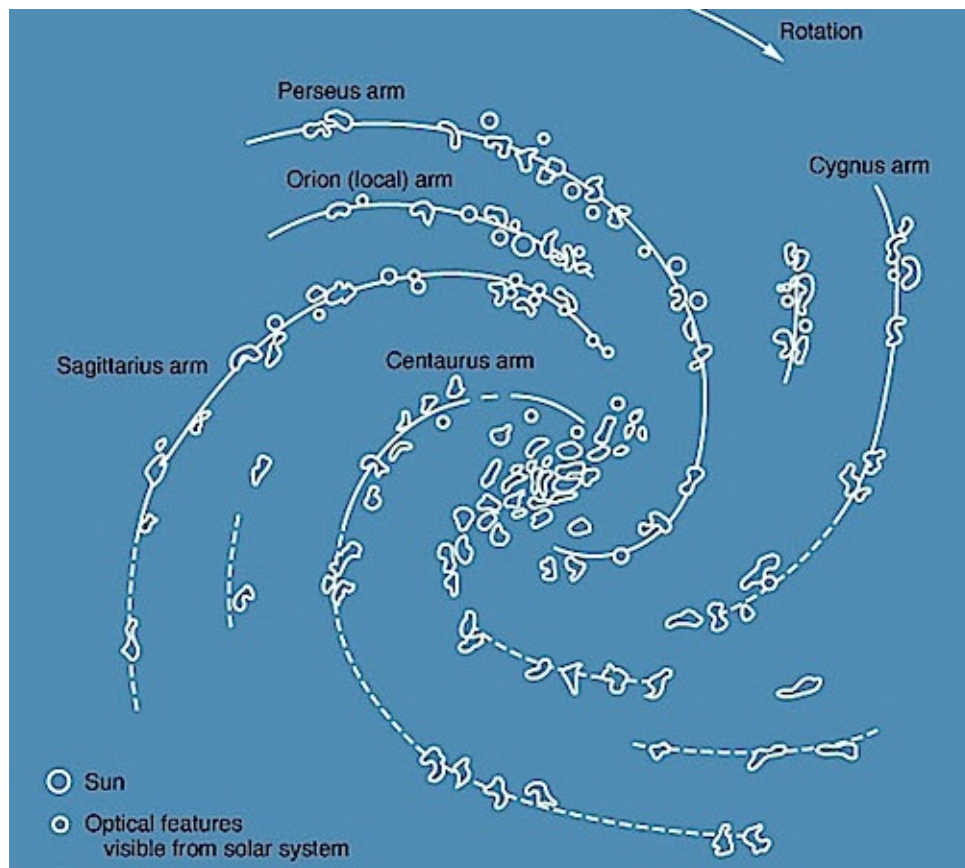 Rotation
Perseus arm
Cygnus arm
Orion (local) arm
Sagittarius arm
Centaurus arm
Sun
Optical features
visible from solar system